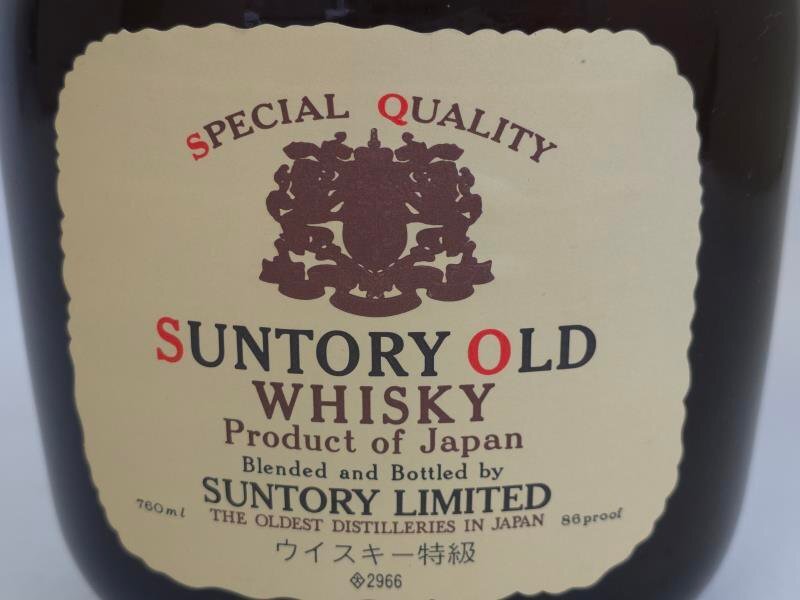 SPECIAL QUALITY
SUNTORY OLD
WHISKY
Product of Japan
Blended and Bottled by
SUNTORY LIMITED
760ml THE OLDEST DISTILLERIES IN JAPAN 86proof
ウイスキー特級
2966